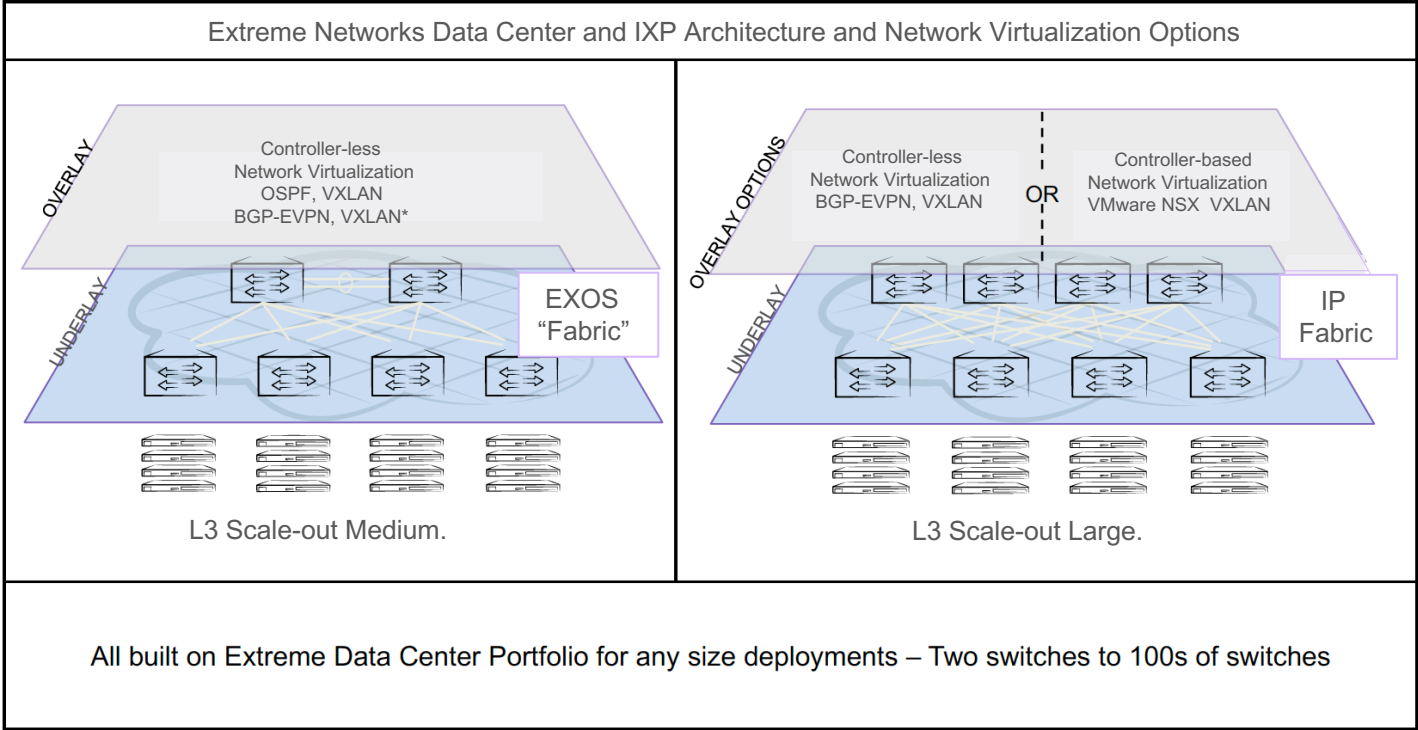 Extreme Networks Data Center and IXP Architecture and Network Virtualization Options
OVERLAY
Controller-less
Network Virtualization
OSPF, VXLAN
BGP-EVPN, VXLAN*
UNDERLAY
EXOS
“Fabric”
L3 Scale-out Medium.
OVERLAY OPTIONS
Controller-less
Network Virtualization
BGP-EVPN, VXLAN
OR
Controller-based
Network Virtualization
VMware NSX VXLAN
UNDERLAY
IP
Fabric
L3 Scale-out Large.
All built on Extreme Data Center Portfolio for any size deployments – Two switches to 100s of switches